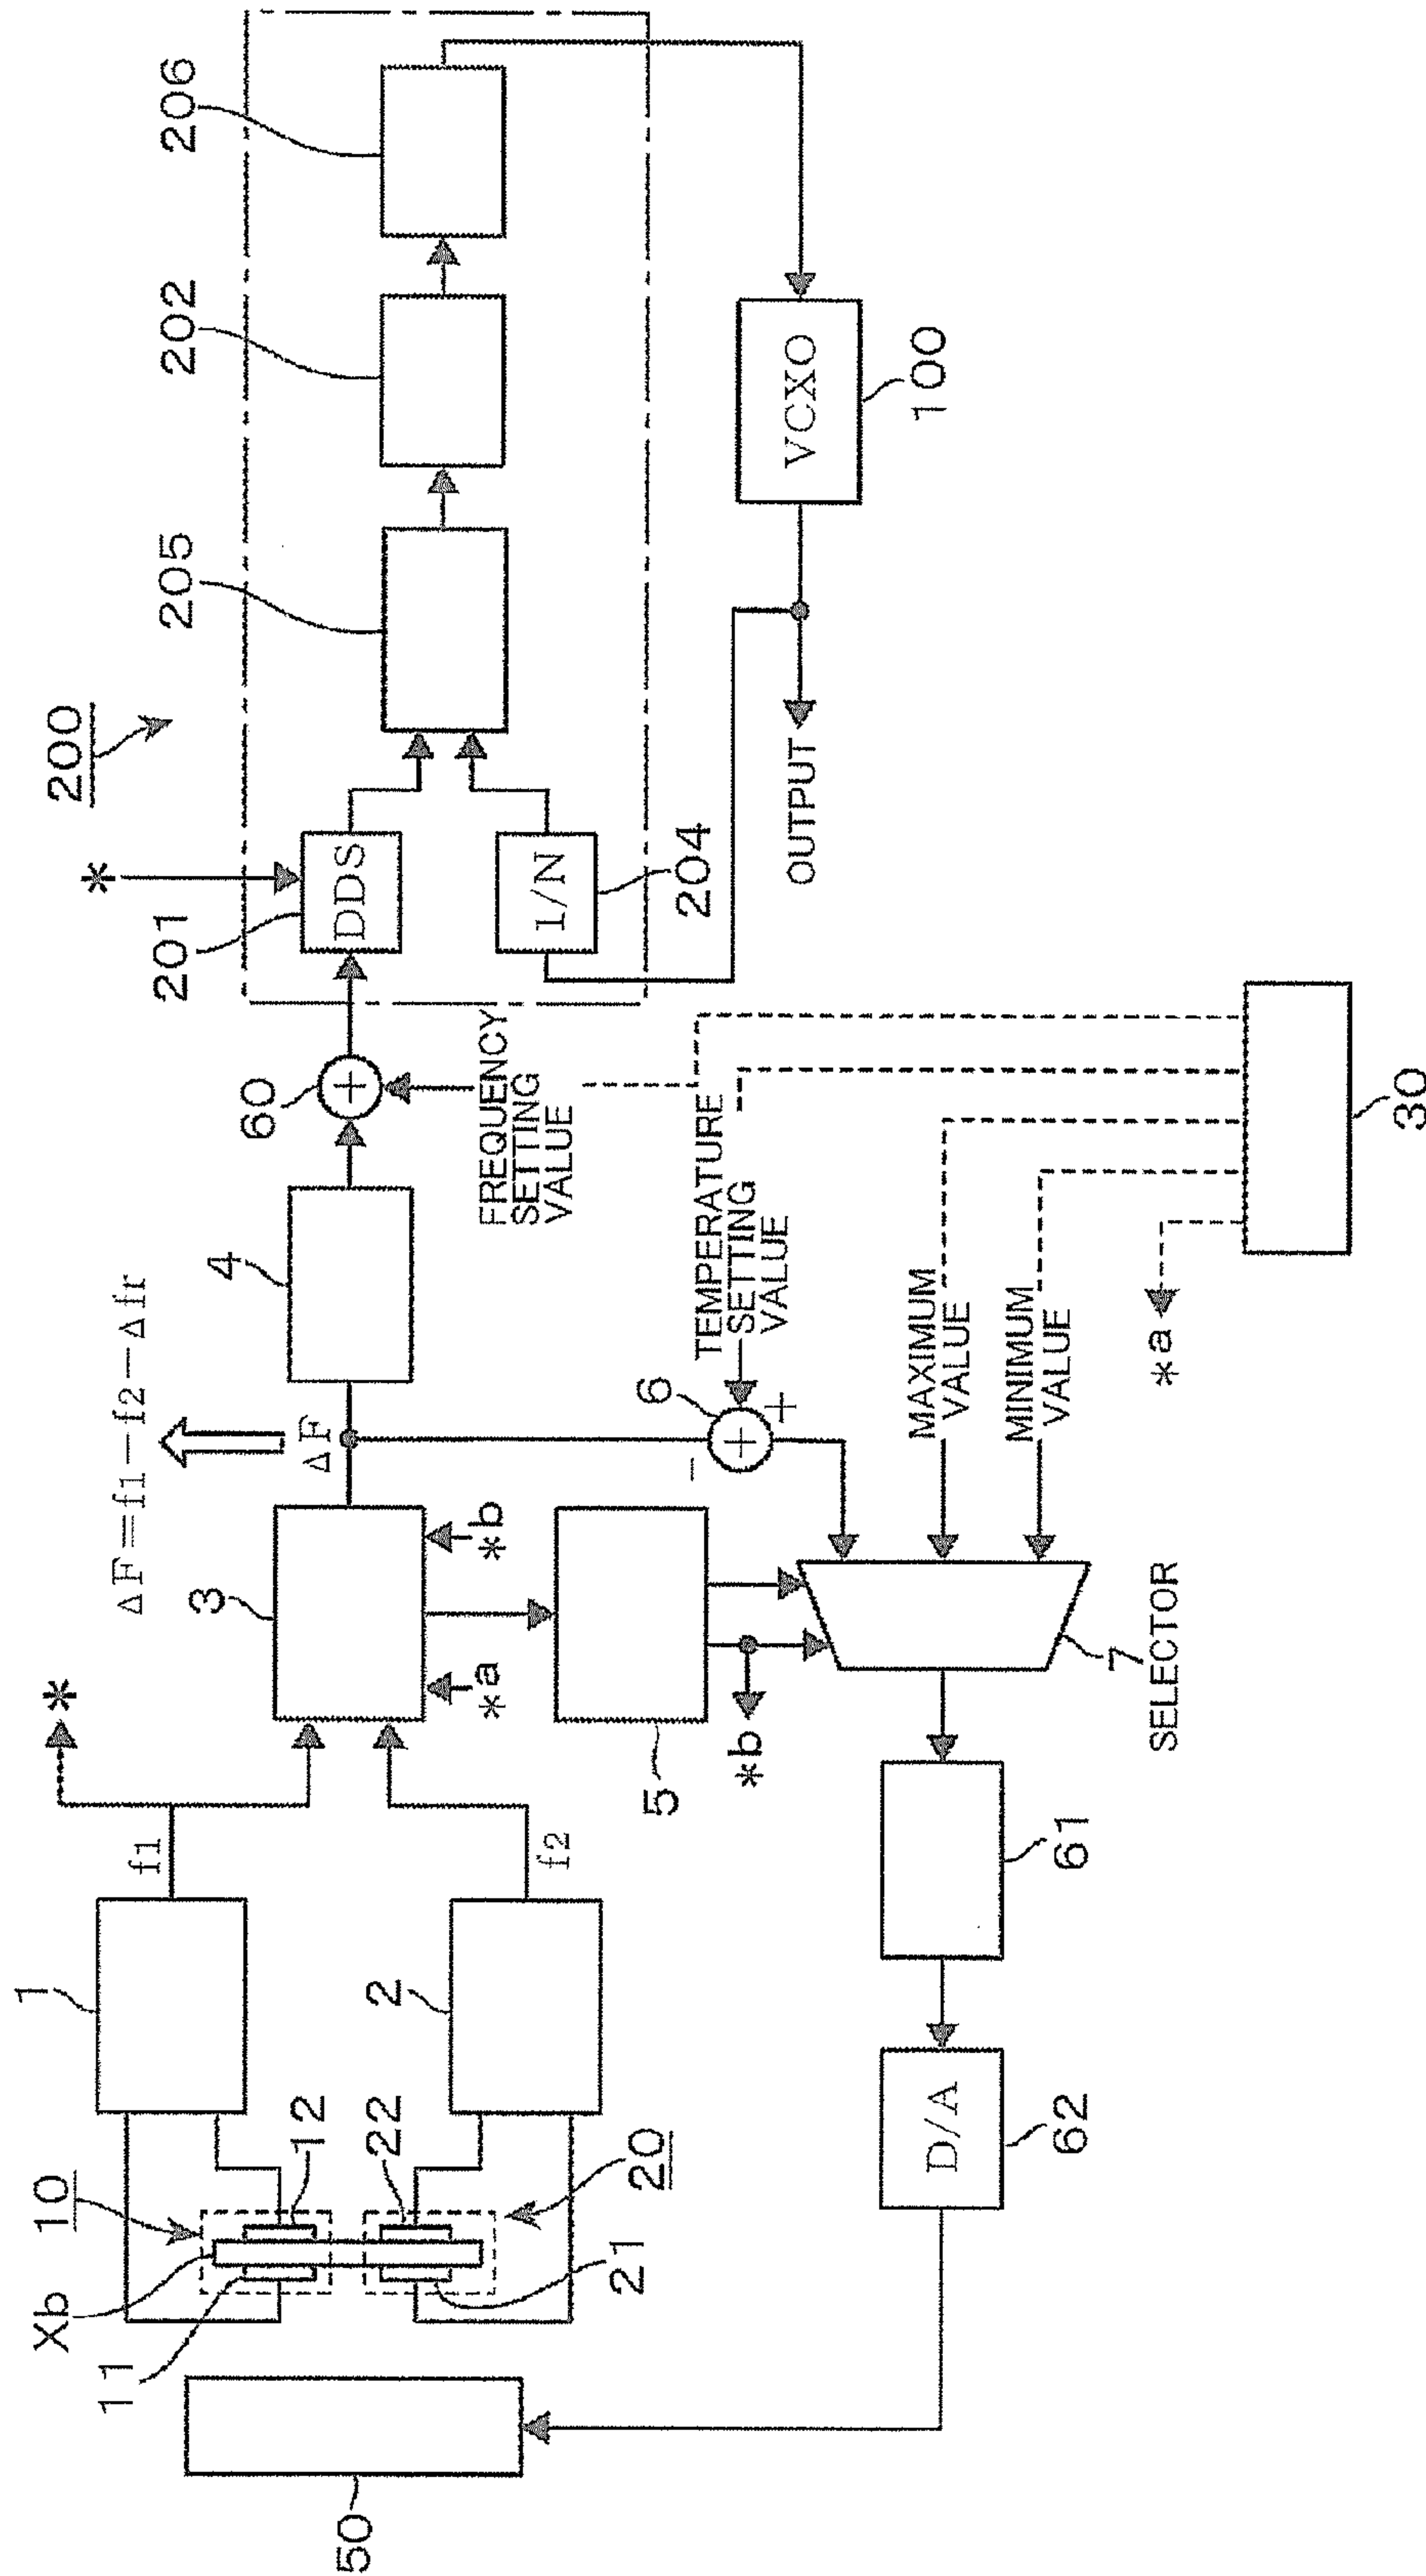 200
206
202
205
*
201
DDS
1/N
204
VCXO
100
OUTPUT
60
+
FREQUENCY
SETTING
VALUE
ΔF=f1-f2-Δfr
4
ΔF
TEMPERATURE
SETTING
VALUE
6
+
+
-
MAXIMUM
VALUE
MINIMUM
VALUE
*a
30
*
3
*a
*b
5
*b
7
SELECTOR
1
f1
2
f2
10
Xb
11
12
22
21
20
61
D/A
62
50